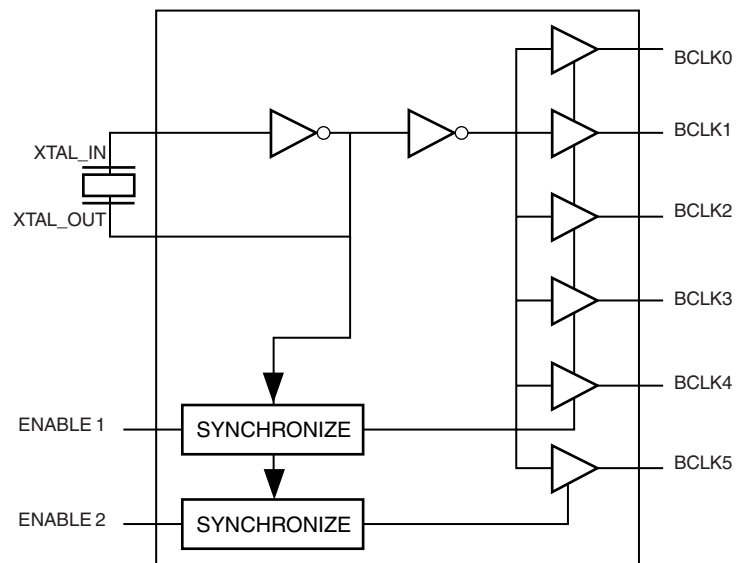 BCLK0
BCLK1
XTAL_IN
XTAL_OUT
BCLK2
BCLK3
BCLK4
ENABLE 1
SYNCHRONIZE
BCLK5
ENABLE 2
SYNCHRONIZE